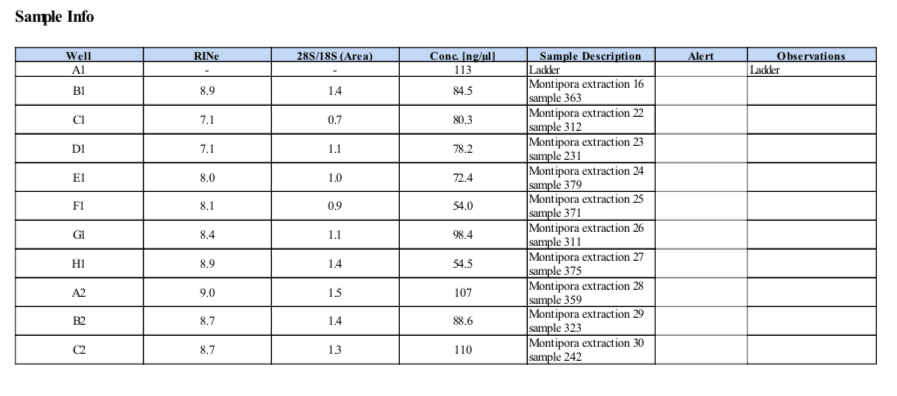 Sample Info
Well RINe 28S/18S (Area) Conc. [ng/ul] Sample Description Alert Observations
A1 - - 113 Ladder Ladder
B1 8.9 1.4 84.5 Montipora extraction 16
sample 363
C1 7.1 0.7 80.3 Montipora extraction 22
sample 312
D1 7.1 1.1 78.2 Montipora extraction 23
sample 231
E1 8.0 1.0 72.4 Montipora extraction 24
sample 379
F1 8.1 0.9 54.0 Montipora extraction 25
sample 371
G1 8.4 1.1 98.4 Montipora extraction 26
sample 311
H1 8.9 1.4 54.5 Montipora extraction 27
sample 375
A2 9.0 1.5 107 Montipora extraction 28
sample 359
B2 8.7 1.4 88.6 Montipora extraction 29
sample 323
C2 8.7 1.3 110 Montipora extraction 30
sample 242